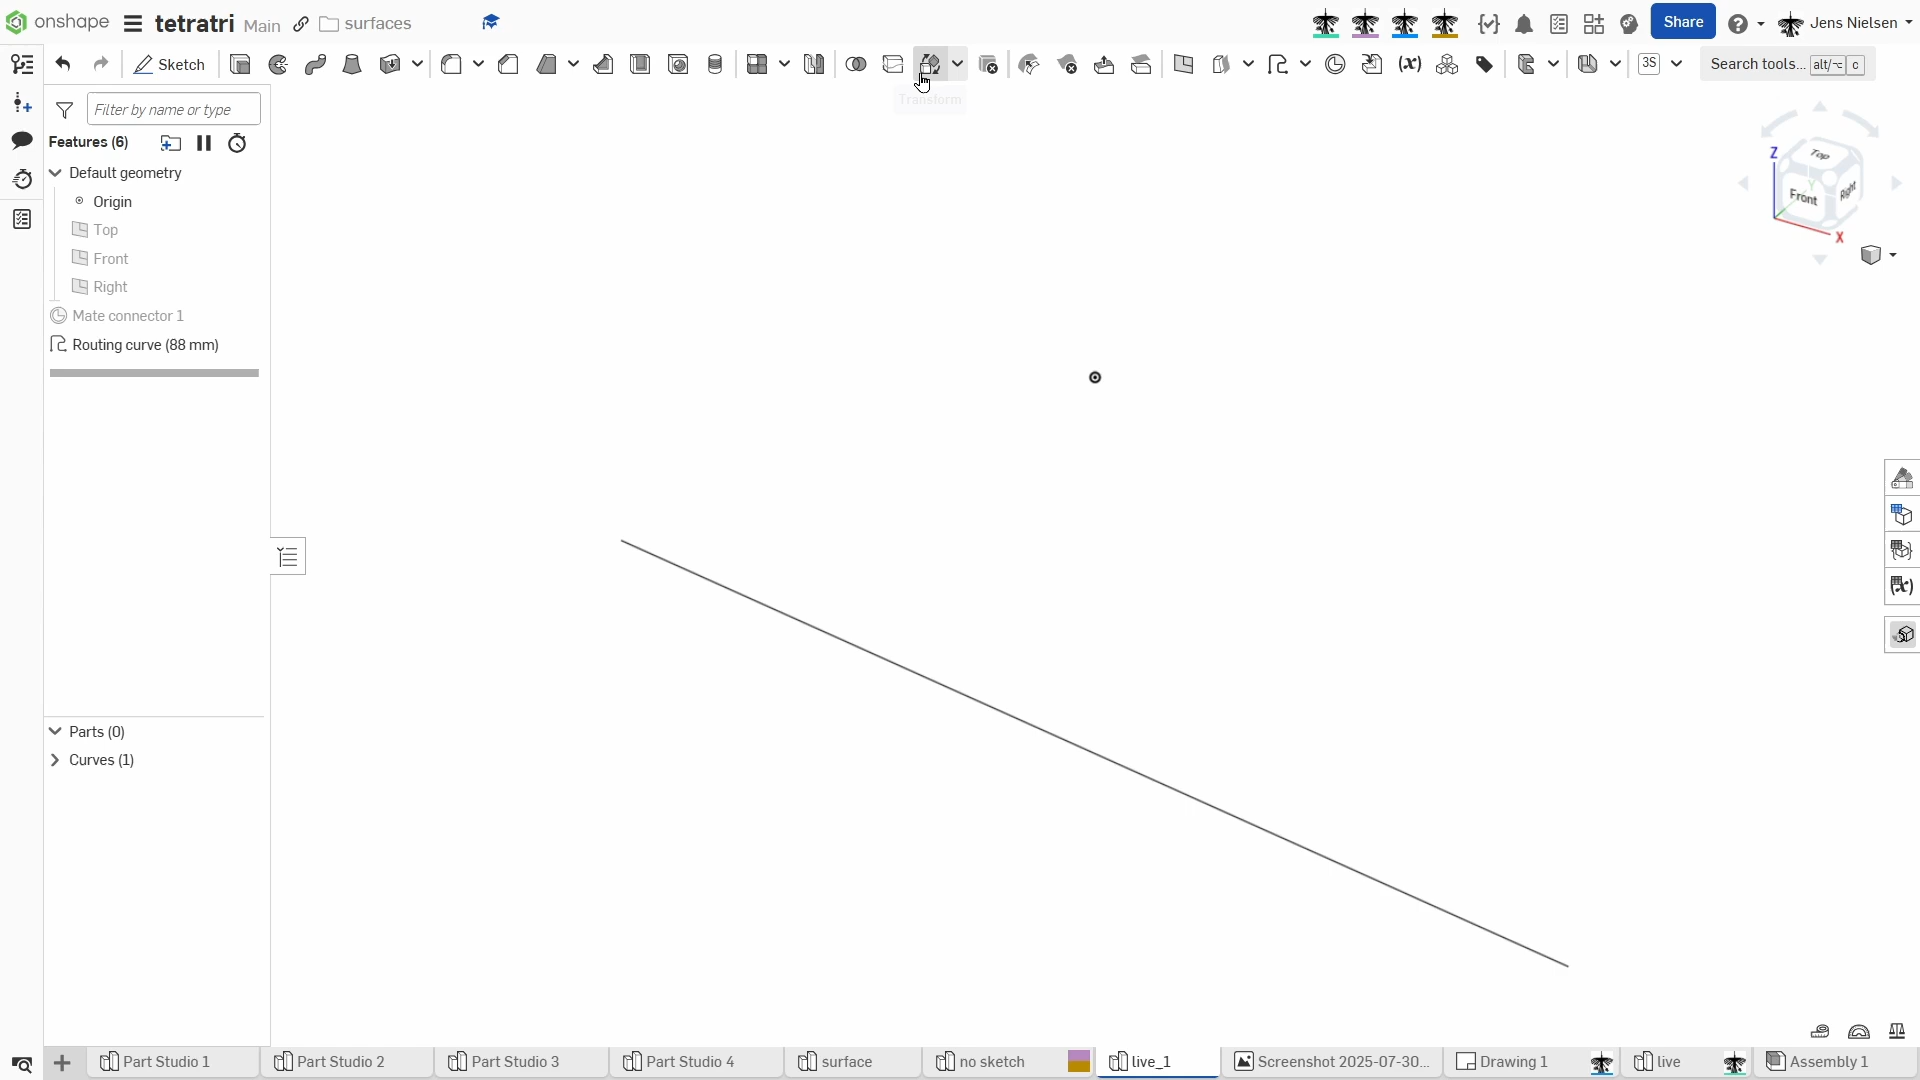 onshape tetratri Main surfaces Share Jens Nielsen
Sketch 3S Search tools... alt/⌥ c
Transform
Filter by name or type
Features (6)
Default geometry
Origin
Top
Front
Right
Mate connector 1
Routing curve (88 mm)
Parts (0)
Curves (1)
Top
Z
Y
Front Right
X
Part Studio 1 Part Studio 2 Part Studio 3 Part Studio 4 surface no sketch live_1 Screenshot 2025-07-30... Drawing 1 live Assembly 1